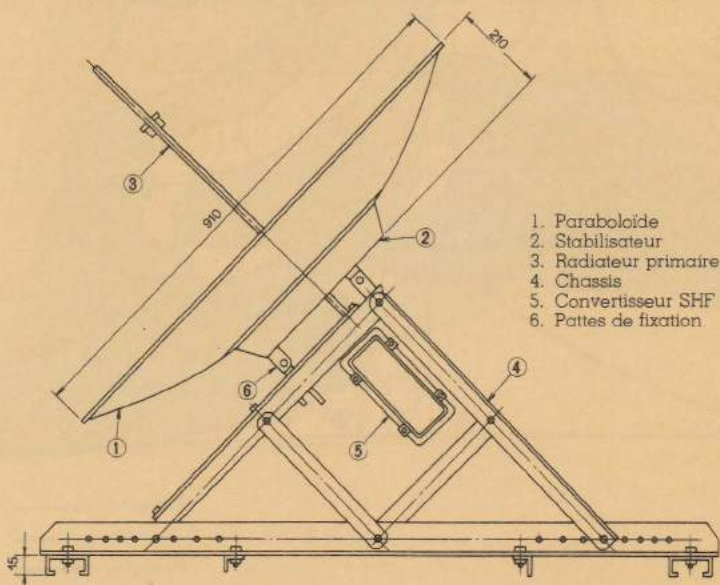 210
910
③
②
1. Paraboloïde
2. Stabilisateur
3. Radiateur primaire
4. Chassis
5. Convertisseur SHF
6. Pattes de fixation
⑥
④
①
⑤
45